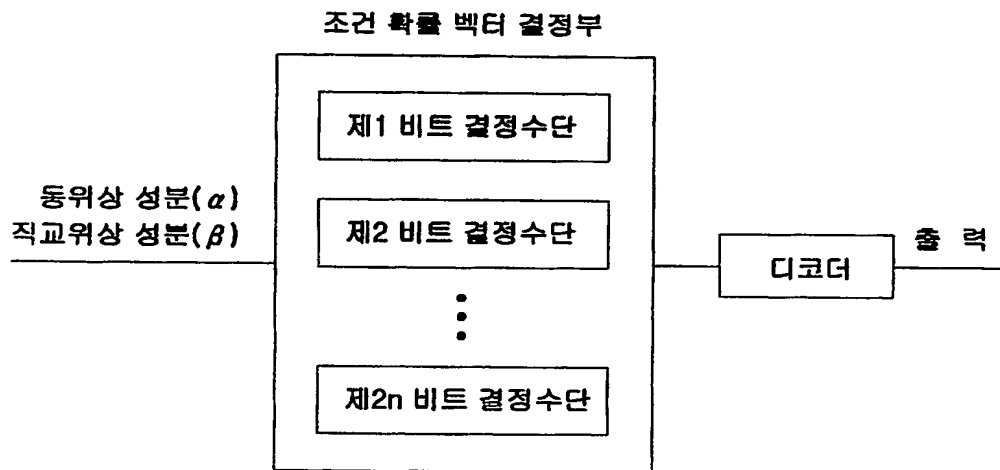 조건 확률 벡터 결정부
제1 비트 결정수단
동위상 성분(α)
직교위상 성분(β)
제2 비트 결정수단
출 력
디코더
제2n 비트 결정수단